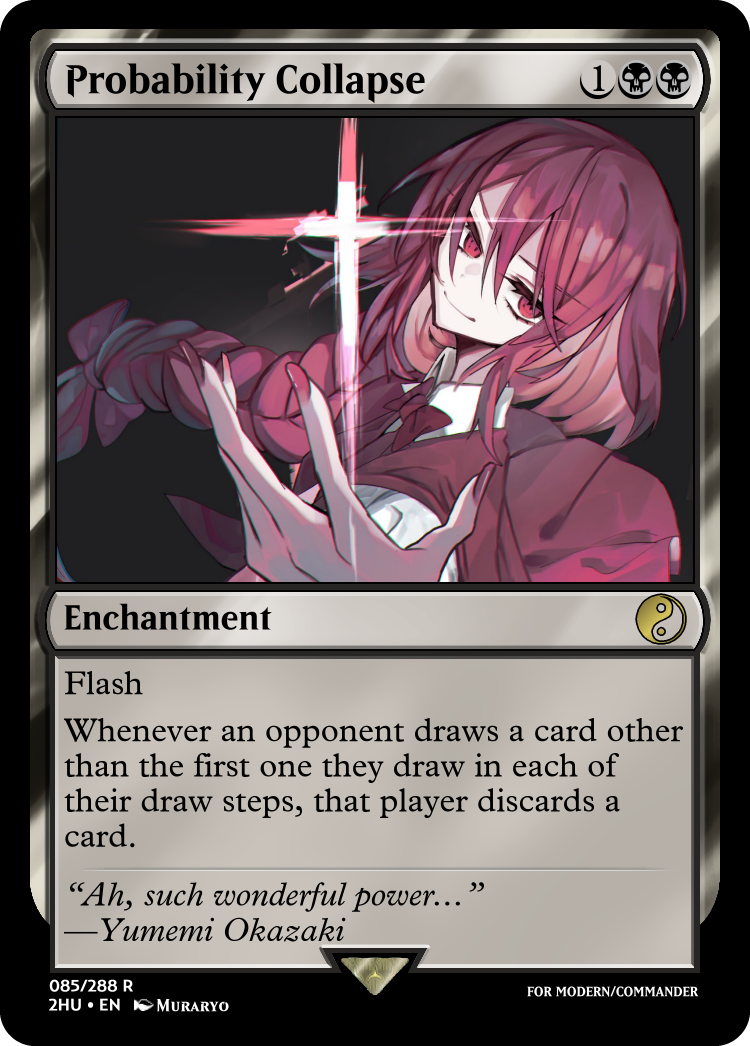 Probability Collapse 1
Enchantment
Flash
Whenever an opponent draws a card other
than the first one they draw in each of
their draw steps, that player discards a
card.
“Ah, such wonderful power…”
—Yumemi Okazaki
085/288 R
2HU • EN MURARYO
FOR MODERN/COMMANDER